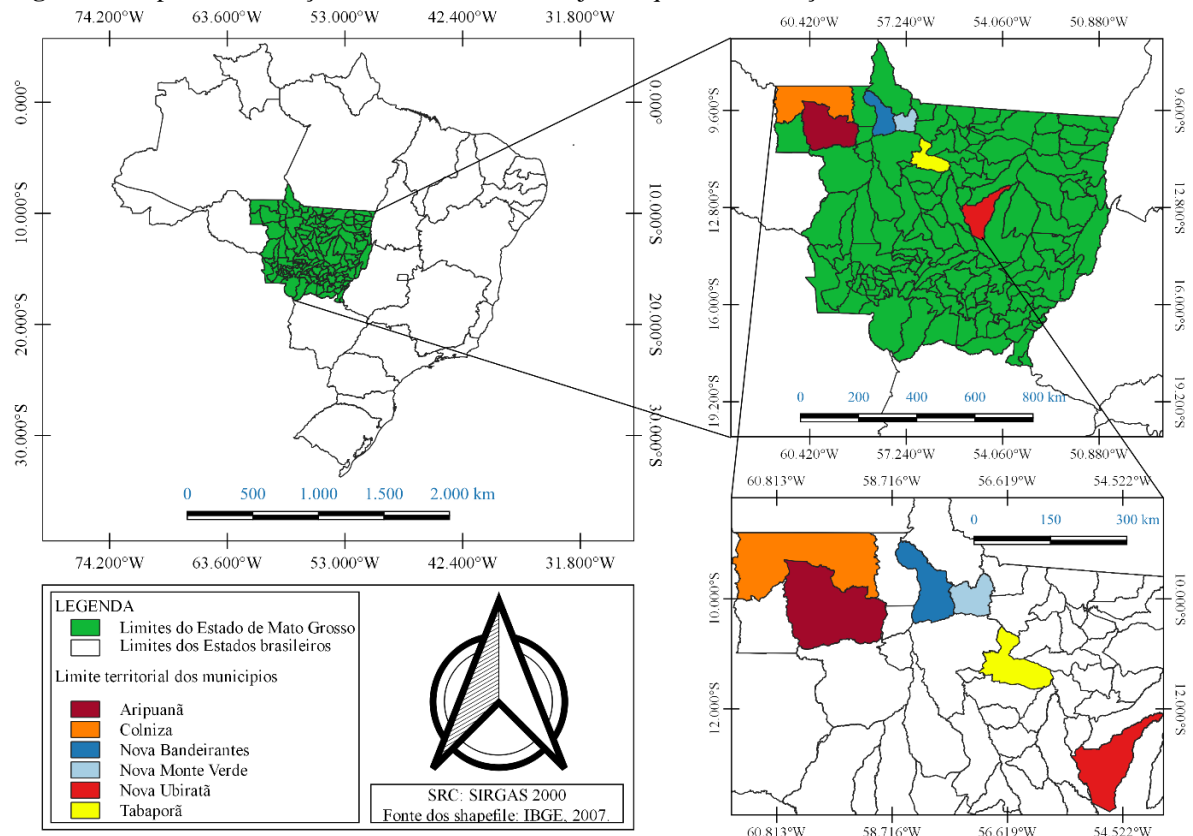 74.200°W 63.600°W 53.000°W 42.400°W 31.800°W
0.000° 10.000°S 20.000°S 30.000°S
0.000° 10.000°S 20.000°S 30.000°S
0 500 1.000 1.500 2.000 km
74.200°W 63.600°W 53.000°W 42.400°W 31.800°W
60.420°W 57.240°W 54.060°W 50.880°W
9.600°S 12.800°S 16.000°S 19.200°S
9.600°S 12.800°S 16.000°S 19.200°S
0 200 400 600 800 km
60.420°W 57.240°W 54.060°W 50.880°W
60.813°W 58.716°W 56.619°W 54.522°W
0 150 300 km
10.000°S 12.000°S
10.000°S 12.000°S
60.813°W 58.716°W 56.619°W 54.522°W
LEGENDA
Limites do Estado de Mato Grosso
Limites dos Estados brasileiros
Limite territorial dos municipios
Aripuanã
Colniza
Nova Bandeirantes
Nova Monte Verde
Nova Ubiratã
Tabaporã
SRC: SIRGAS 2000
Fonte dos shapefile: IBGE, 2007.